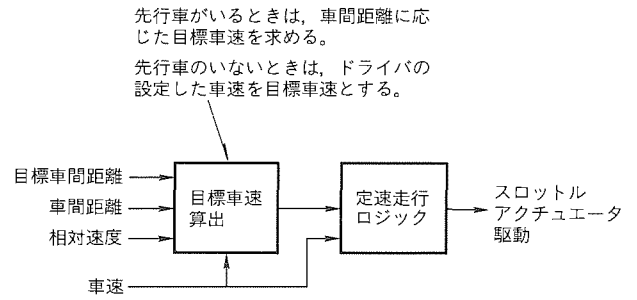 先行車がいるときは，車間距離に応
じた目標車速を求める。
先行車のいないときは，ドライバの
設定した車速を目標車速とする。
目標車間距離
車間距離
相対速度
車速
目標車速
算出
定速走行
ロジック
スロットル
アクチュエータ
駆動